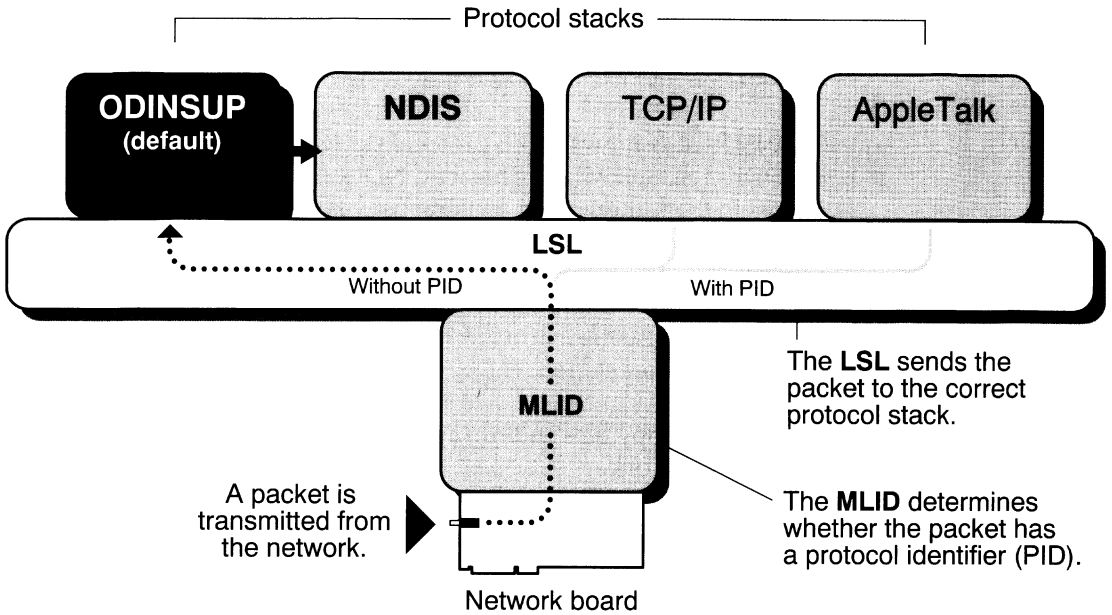 Protocol stacks
ODINSUP
(default)
NDIS
TCP/IP
AppleTalk
LSL
Without PID
With PID
The LSL sends the
packet to the correct
protocol stack.
MLID
A packet is
transmitted from
the network.
The MLID determines
whether the packet has
a protocol identifier (PID).
Network board